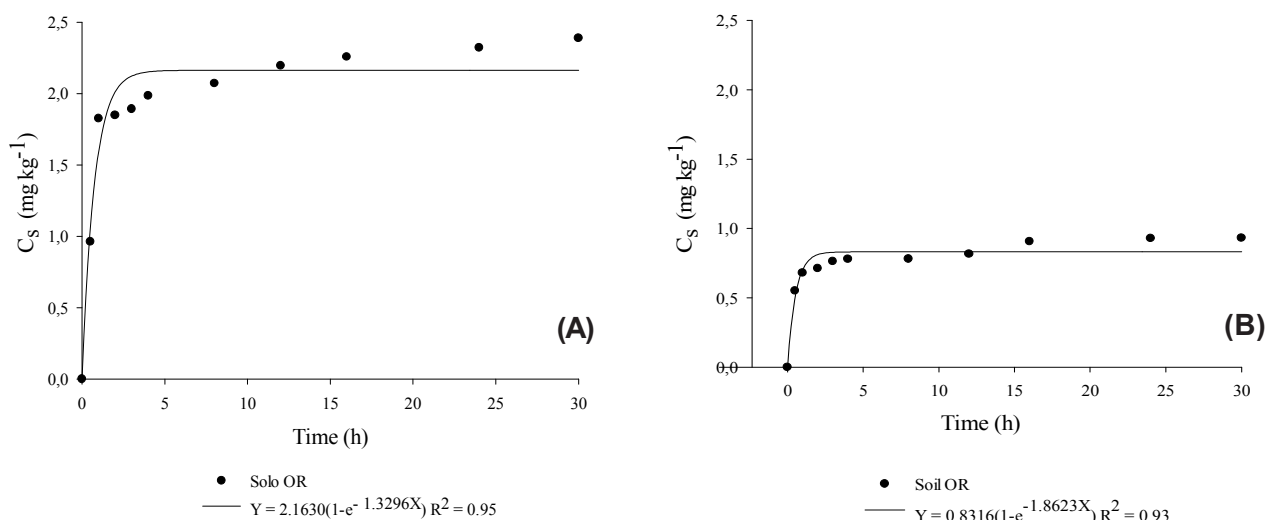 2,5
2,0
1,5
1,0
0,5
0,0
C_S (mg kg^-1)
0 5 10 15 20 25 30
Time (h)
(A)
Solo OR
Y = 2.1630(1-e^- 1.3296X) R^2 = 0.95
2,5
2,0
1,5
1,0
0,5
0,0
C_S (mg kg^-1)
0 5 10 15 20 25 30
Time (h)
(B)
Soil OR
Y = 0.8316(1-e^-1.8623X) R^2 = 0.93